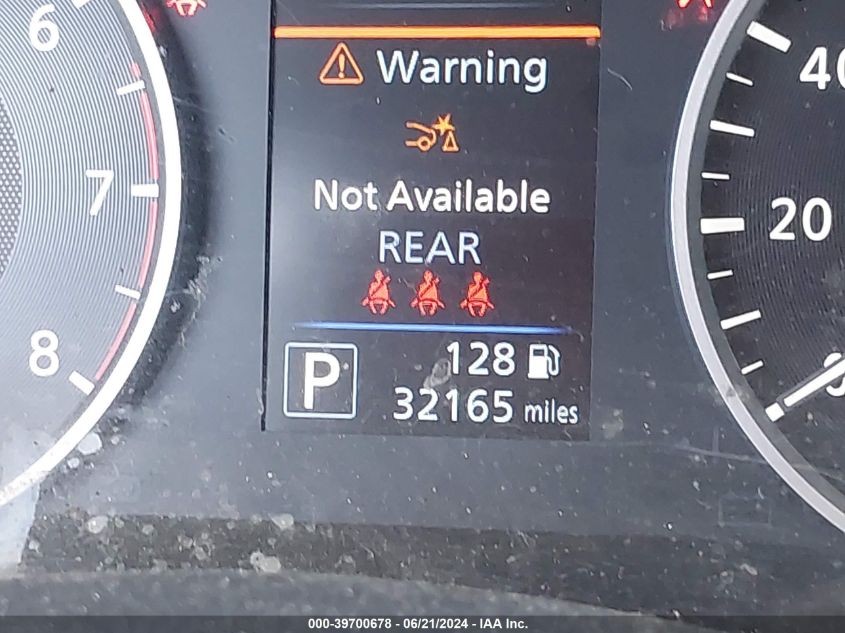 6
7
8
Warning
Not Available
REAR
P
128
32165 miles
40
20
0
000-39700678 - 06/21/2024 - IAA Inc.